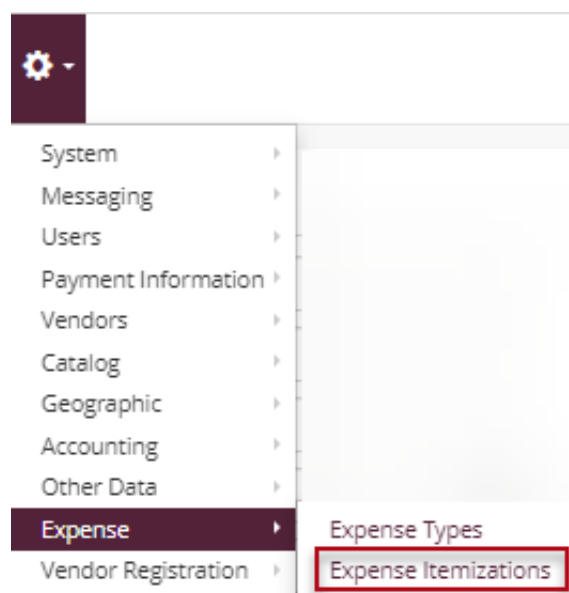 System
Messaging
Users
Payment Information
Vendors
Catalog
Geographic
Accounting
Other Data
Expense
Expense Types
Vendor Registration
Expense Itemizations